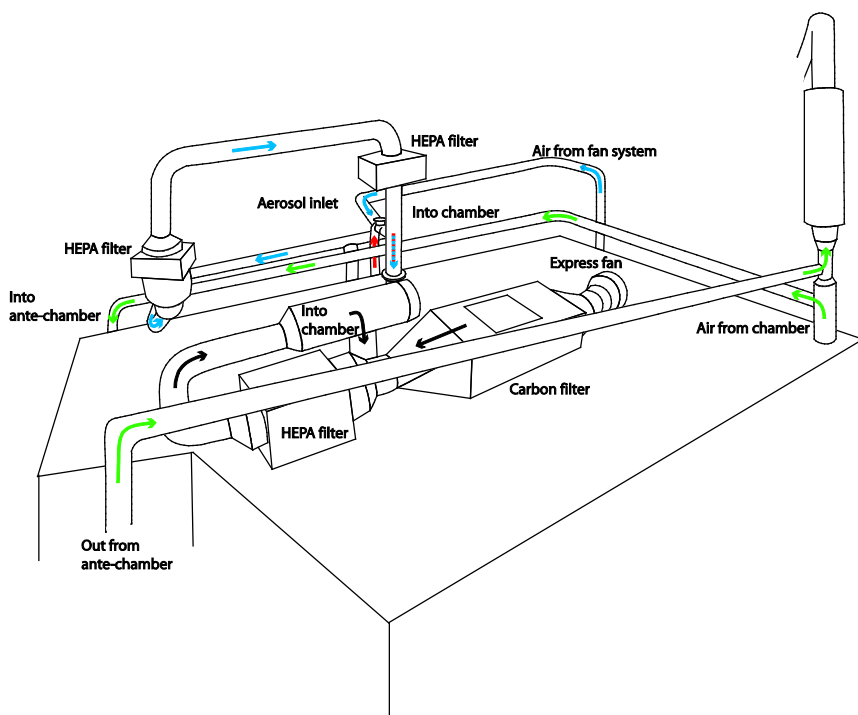 HEPA filter
Air from fan system
Aerosol inlet
Into chamber
HEPA filter
Express fan
Into
ante-chamber
Into
chamber
Air from chamber
Carbon filter
HEPA filter
Out from
ante-chamber